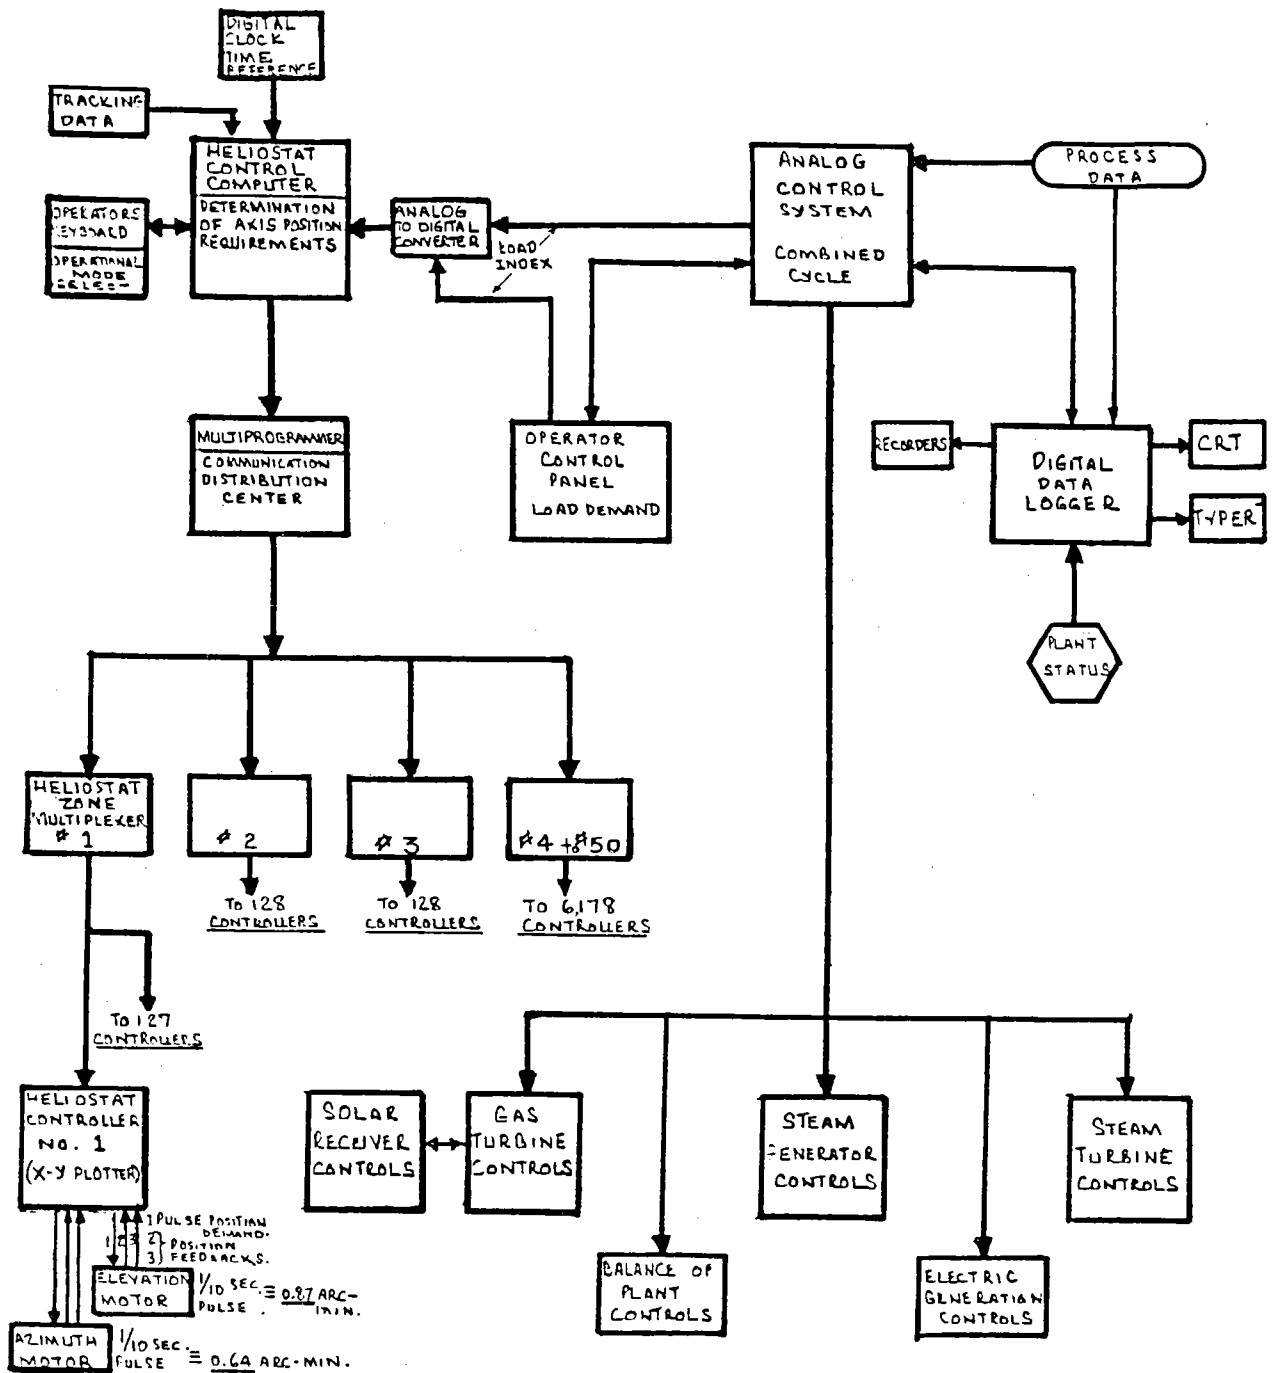 DIGITAL
CLOCK
TIME
REFERENCE
TRACKING
DATA
HELIOSTAT
CONTROL
COMPUTER
DETERMINATION
OF AXIS POSITION
REQUIREMENTS
OPERATORS
KEYBOARD
OPERATIONAL
MODE
SELECT
ANALOG
TO DIGITAL
CONVERTER
LOAD
INDEX
ANALOG
CONTROL
SYSTEM
COMBINED
CYCLE
PROCESS
DATA
MULTIPROGRAMMER
COMMUNICATION
DISTRIBUTION
CENTER
OPERATOR
CONTROL
PANEL
LOAD DEMAND
RECORDERS
DIGITAL
DATA
LOGGER
CRT
TYPER
PLANT
STATUS
HELIOSTAT
ZONE
MULTIPLEXER
# 1
# 2
# 3
#4 to #50
TO 128
CONTROLLERS
TO 128
CONTROLLERS
TO 6,178
CONTROLLERS
TO 127
CONTROLLERS
HELIOSTAT
CONTROLLER
NO. 1
(X-Y PLOTTER)
1 2 3
1 PULSE POSITION
DEMAND.
2} POSITION
3} FEEDBACKS.
ELEVATION
MOTOR
1/10 SEC.
PULSE ≡ 0.87 ARC-
MIN.
AZIMUTH
MOTOR
1/10 SEC.
PULSE ≡ 0.64 ARC-MIN.
SOLAR
RECEIVER
CONTROLS
GAS
TURBINE
CONTROLS
STEAM
GENERATOR
CONTROLS
STEAM
TURBINE
CONTROLS
BALANCE OF
PLANT
CONTROLS
ELECTRIC
GENERATION
CONTROLS